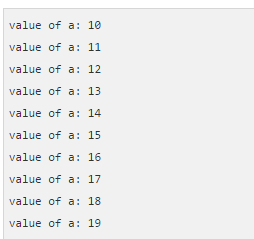 value of a: 10
value of a: 11
value of a: 12
value of a: 13
value of a: 14
value of a: 15
value of a: 16
value of a: 17
value of a: 18
value of a: 19